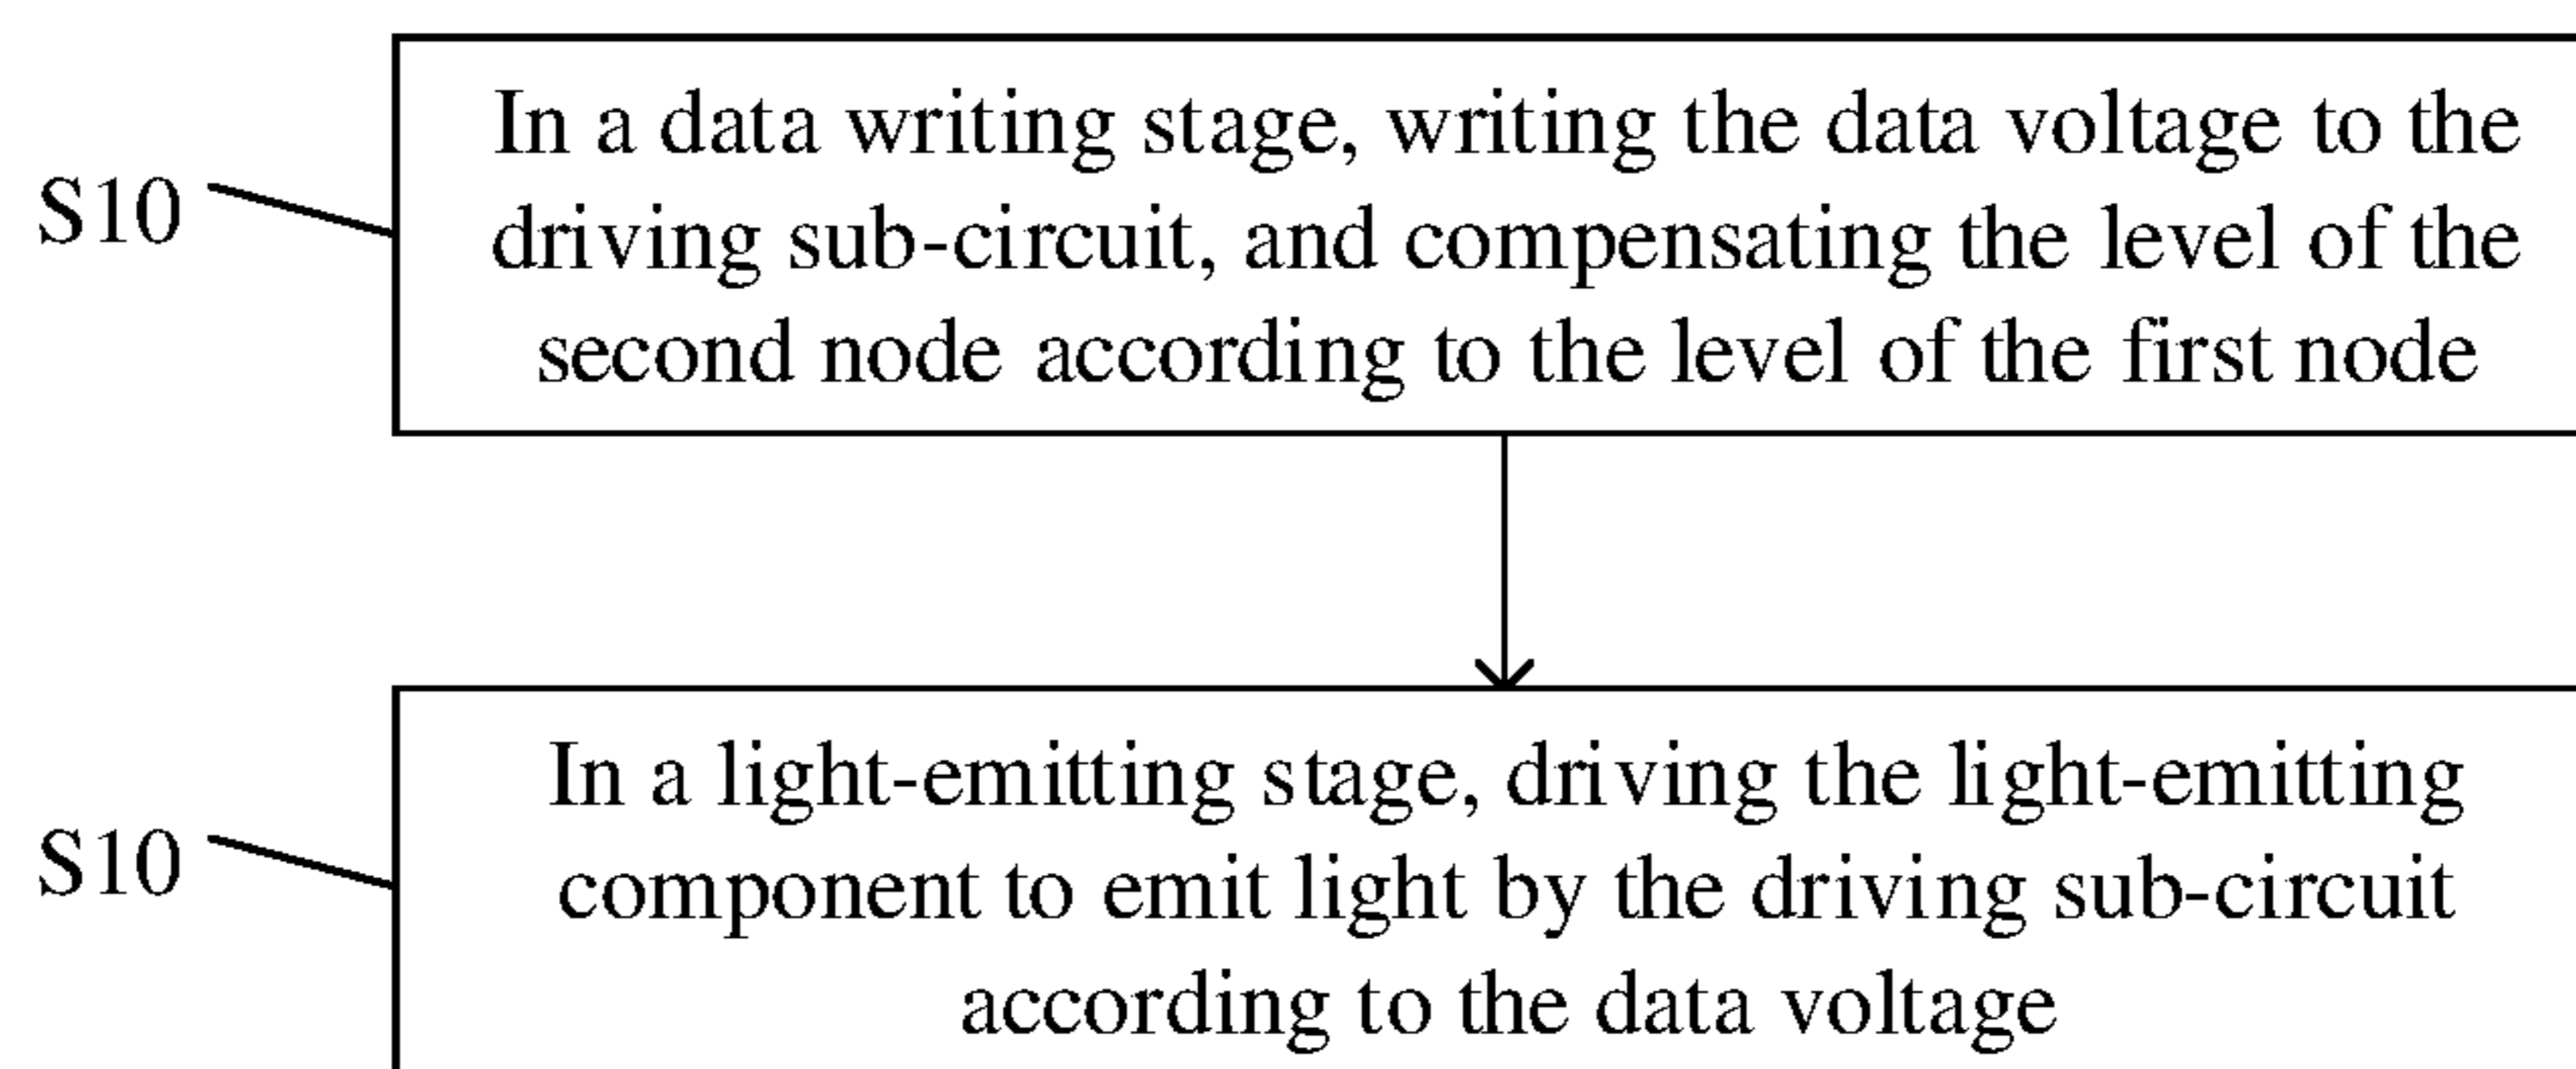 In a data writing stage, writing the data voltage to the
S10
driving sub-circuit, and compensating the level of the
second node according to the level of the first node
In a light-emitting stage, driving the light-emitting
S10
component to emit light by the driving sub-circuit
according to the data voltage